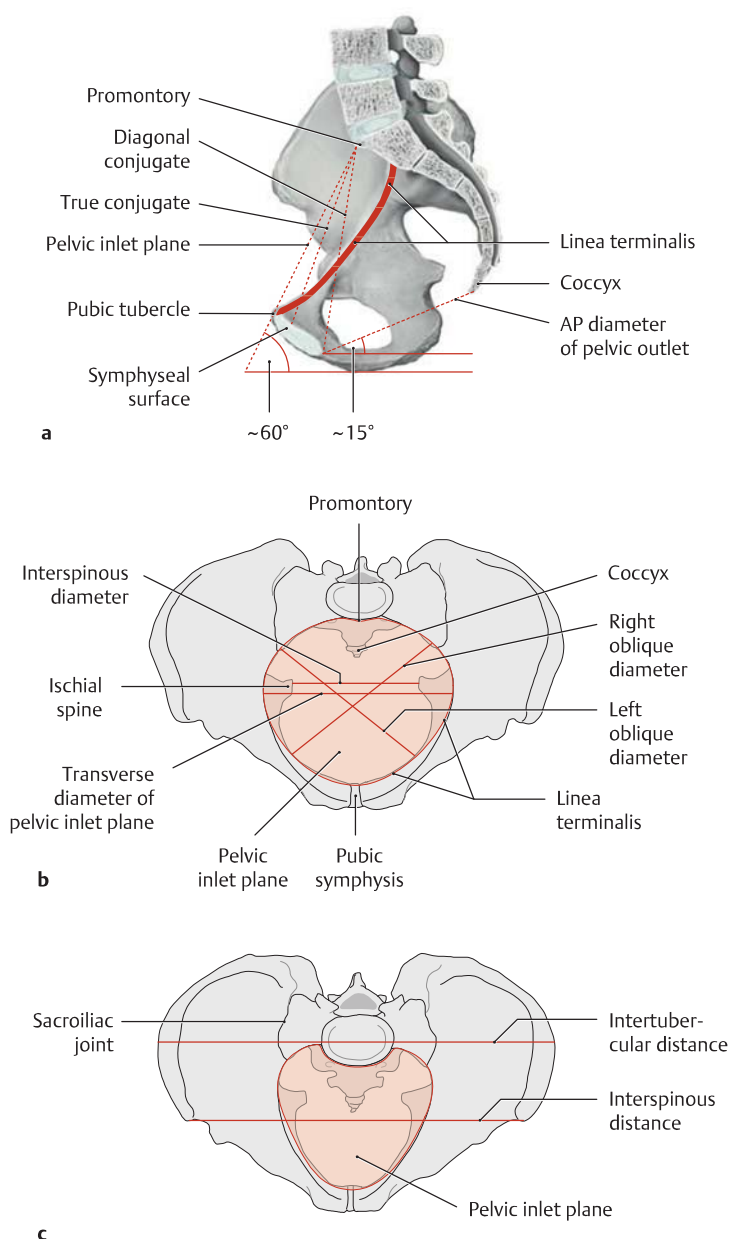 Promontory
Diagonal
conjugate
True conjugate
Pelvic inlet plane
Pubic tubercle
Symphyseal
surface
Linea terminalis
Coccyx
AP diameter
of pelvic outlet
~60°
~15°
a
Promontory
Interspinous
diameter
Ischial
spine
Transverse
diameter of
pelvic inlet plane
Pelvic
inlet plane
Pubic
symphysis
Coccyx
Right
oblique
diameter
Left
oblique
diameter
Linea
terminalis
b
Sacroiliac
joint
Intertuber-
cular distance
Interspinous
distance
Pelvic inlet plane
c